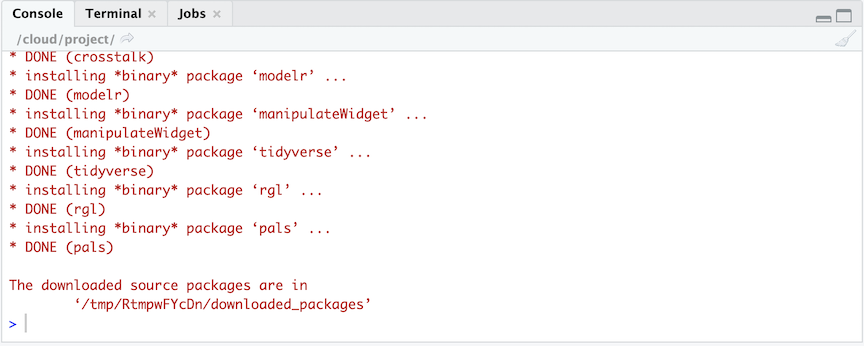 Console Terminal Jobs
/cloud/project/
* DONE (crosstalk)
* installing *binary* package ‘modelr’ ...
* DONE (modelr)
* installing *binary* package ‘manipulateWidget’ ...
* DONE (manipulateWidget)
* installing *binary* package ‘tidyverse’ ...
* DONE (tidyverse)
* installing *binary* package ‘rgl’ ...
* DONE (rgl)
* installing *binary* package ‘pals’ ...
* DONE (pals)
The downloaded source packages are in
‘/tmp/RtmpwFYcDn/downloaded_packages’
>